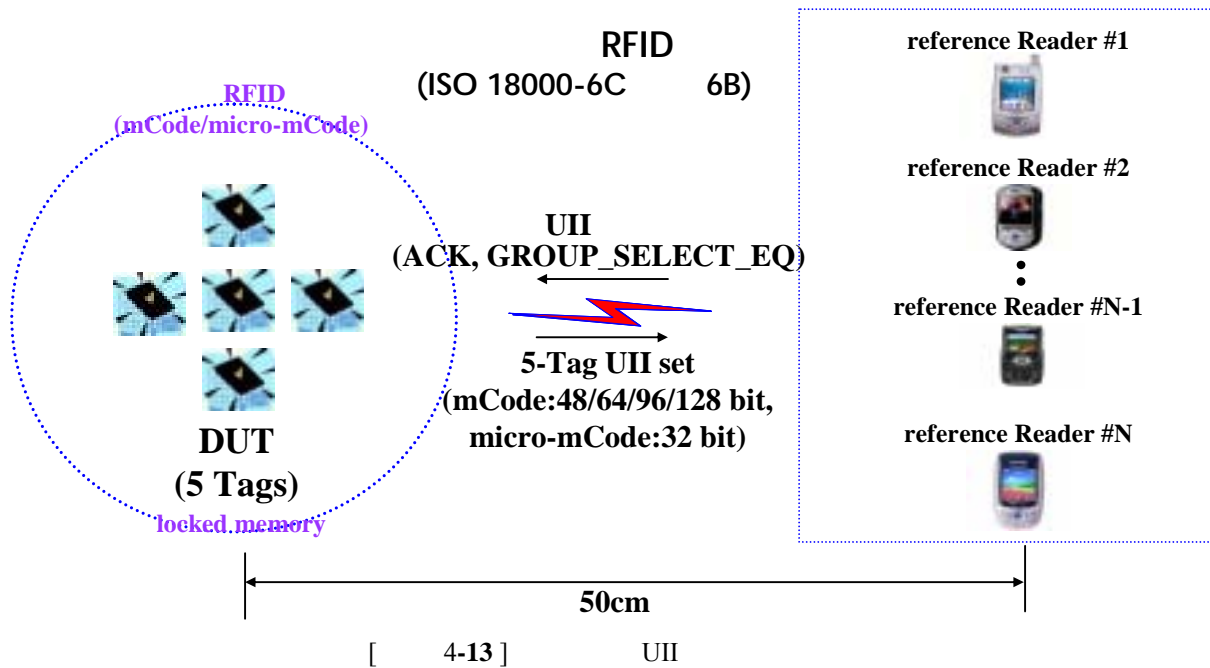 RFID
(ISO 18000-6C 6B)
RFID
(mCode/micro-mCode)
UII
(ACK, GROUP_SELECT_EQ)
5-Tag UII set
(mCode:48/64/96/128 bit,
micro-mCode:32 bit)
DUT
(5 Tags)
locked memory
reference Reader #1
reference Reader #2
reference Reader #N-1
reference Reader #N
50cm
[ 4-13 ] UII